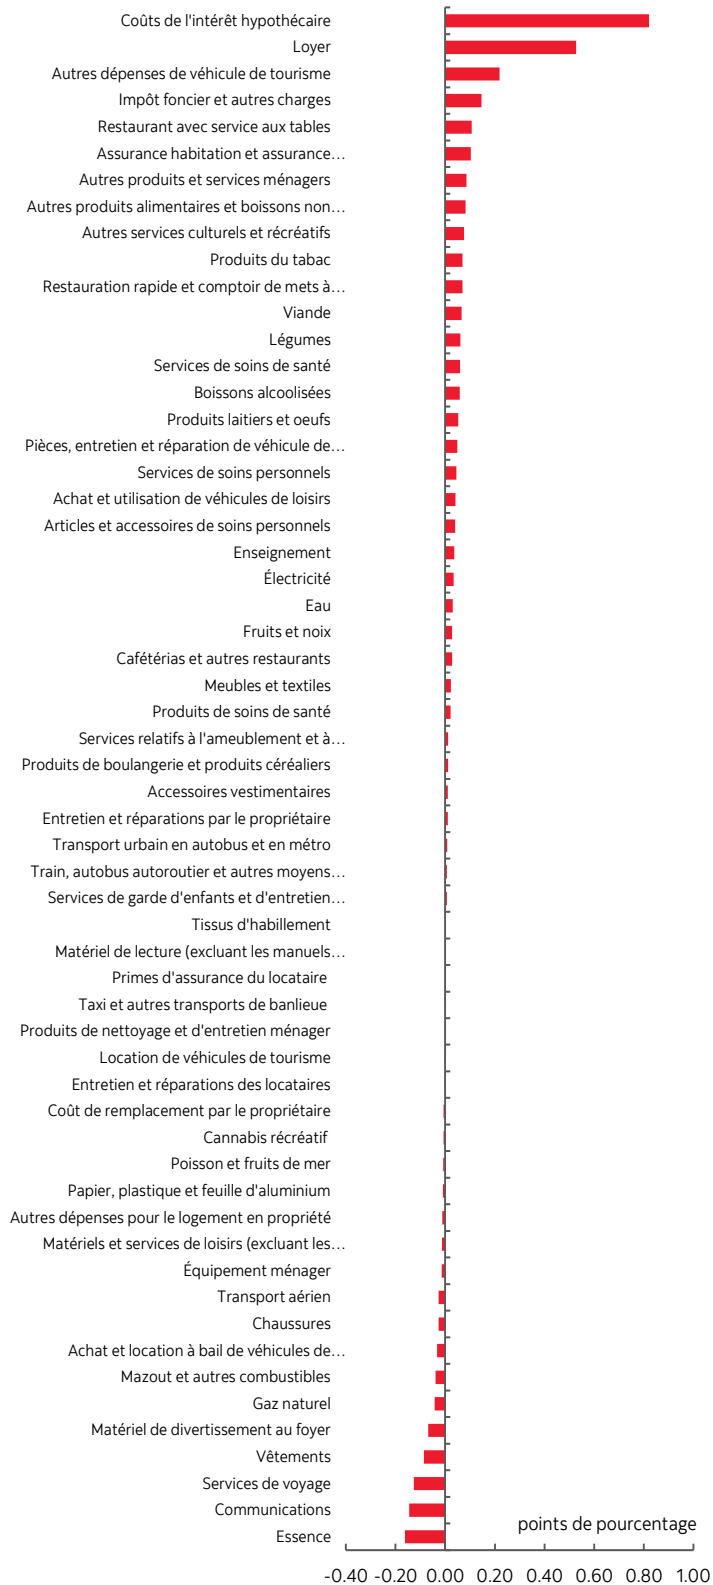 Coûts de l'intérêt hypothécaire
Loyer
Autres dépenses de véhicule de tourisme
Impôt foncier et autres charges
Restaurant avec service aux tables
Assurance habitation et assurance…
Autres produits et services ménagers
Autres produits alimentaires et boissons non…
Autres services culturels et récréatifs
Produits du tabac
Restauration rapide et comptoir de mets à…
Viande
Légumes
Services de soins de santé
Boissons alcoolisées
Produits laitiers et oeufs
Pièces, entretien et réparation de véhicule de…
Services de soins personnels
Achat et utilisation de véhicules de loisirs
Articles et accessoires de soins personnels
Enseignement
Électricité
Eau
Fruits et noix
Cafétérias et autres restaurants
Meubles et textiles
Produits de soins de santé
Services relatifs à l'ameublement et à…
Produits de boulangerie et produits céréaliers
Accessoires vestimentaires
Entretien et réparations par le propriétaire
Transport urbain en autobus et en métro
Train, autobus autoroutier et autres moyens…
Services de garde d'enfants et d'entretien…
Tissus d'habillement
Matériel de lecture (excluant les manuels…
Primes d'assurance du locataire
Taxi et autres transports de banlieue
Produits de nettoyage et d'entretien ménager
Location de véhicules de tourisme
Entretien et réparations des locataires
Coût de remplacement par le propriétaire
Cannabis récréatif
Poisson et fruits de mer
Papier, plastique et feuille d'aluminium
Autres dépenses pour le logement en propriété
Matériels et services de loisirs (excluant les…
Équipement ménager
Transport aérien
Chaussures
Achat et location à bail de véhicules de…
Mazout et autres combustibles
Gaz naturel
Matériel de divertissement au foyer
Vêtements
Services de voyage
Communications
Essence
points de pourcentage
-0.40 -0.20 0.00 0.20 0.40 0.60 0.80 1.00